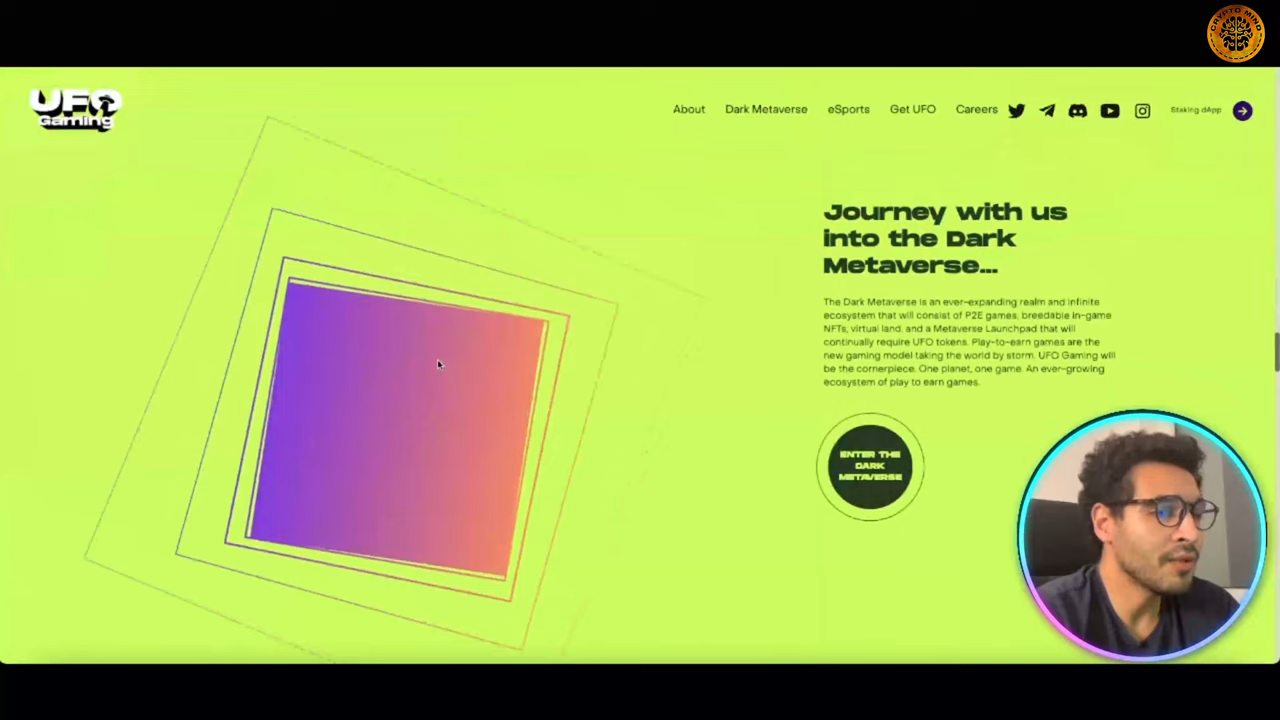 CRYPTO MIND
UFO
Gaming
About Dark Metaverse eSports Get UFO Careers Staking dApp
Journey with us
into the Dark
Metaverse...
The Dark Metaverse is an ever-expanding realm and infinite
ecosystem that will consist of P2E games, breedable in-game
NFTs, virtual land, and a Metaverse Launchpad that will
continually require UFO tokens. Play-to-earn games are the
new gaming model taking the world by storm. UFO Gaming will
be the cornerpiece. One planet, one game. An ever-growing
ecosystem of play to earn games.
ENTER THE
DARK
METAVERSE